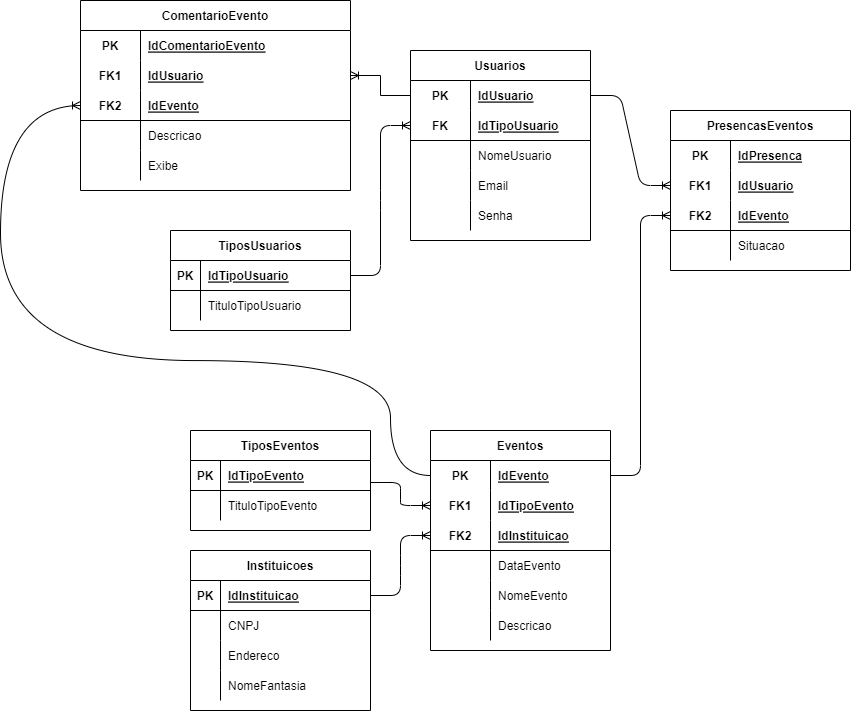 ComentarioEvento
PK IdComentarioEvento
FK1 IdUsuario
FK2 IdEvento
Descricao
Exibe
Usuarios
PK IdUsuario
FK IdTipoUsuario
NomeUsuario
Email
Senha
PresencasEventos
PK IdPresenca
FK1 IdUsuario
FK2 IdEvento
Situacao
TiposUsuarios
PK IdTipoUsuario
TituloTipoUsuario
TiposEventos
PK IdTipoEvento
TituloTipoEvento
Eventos
PK IdEvento
FK1 IdTipoEvento
FK2 IdInstituicao
DataEvento
NomeEvento
Descricao
Instituicoes
PK IdInstituicao
CNPJ
Endereco
NomeFantasia